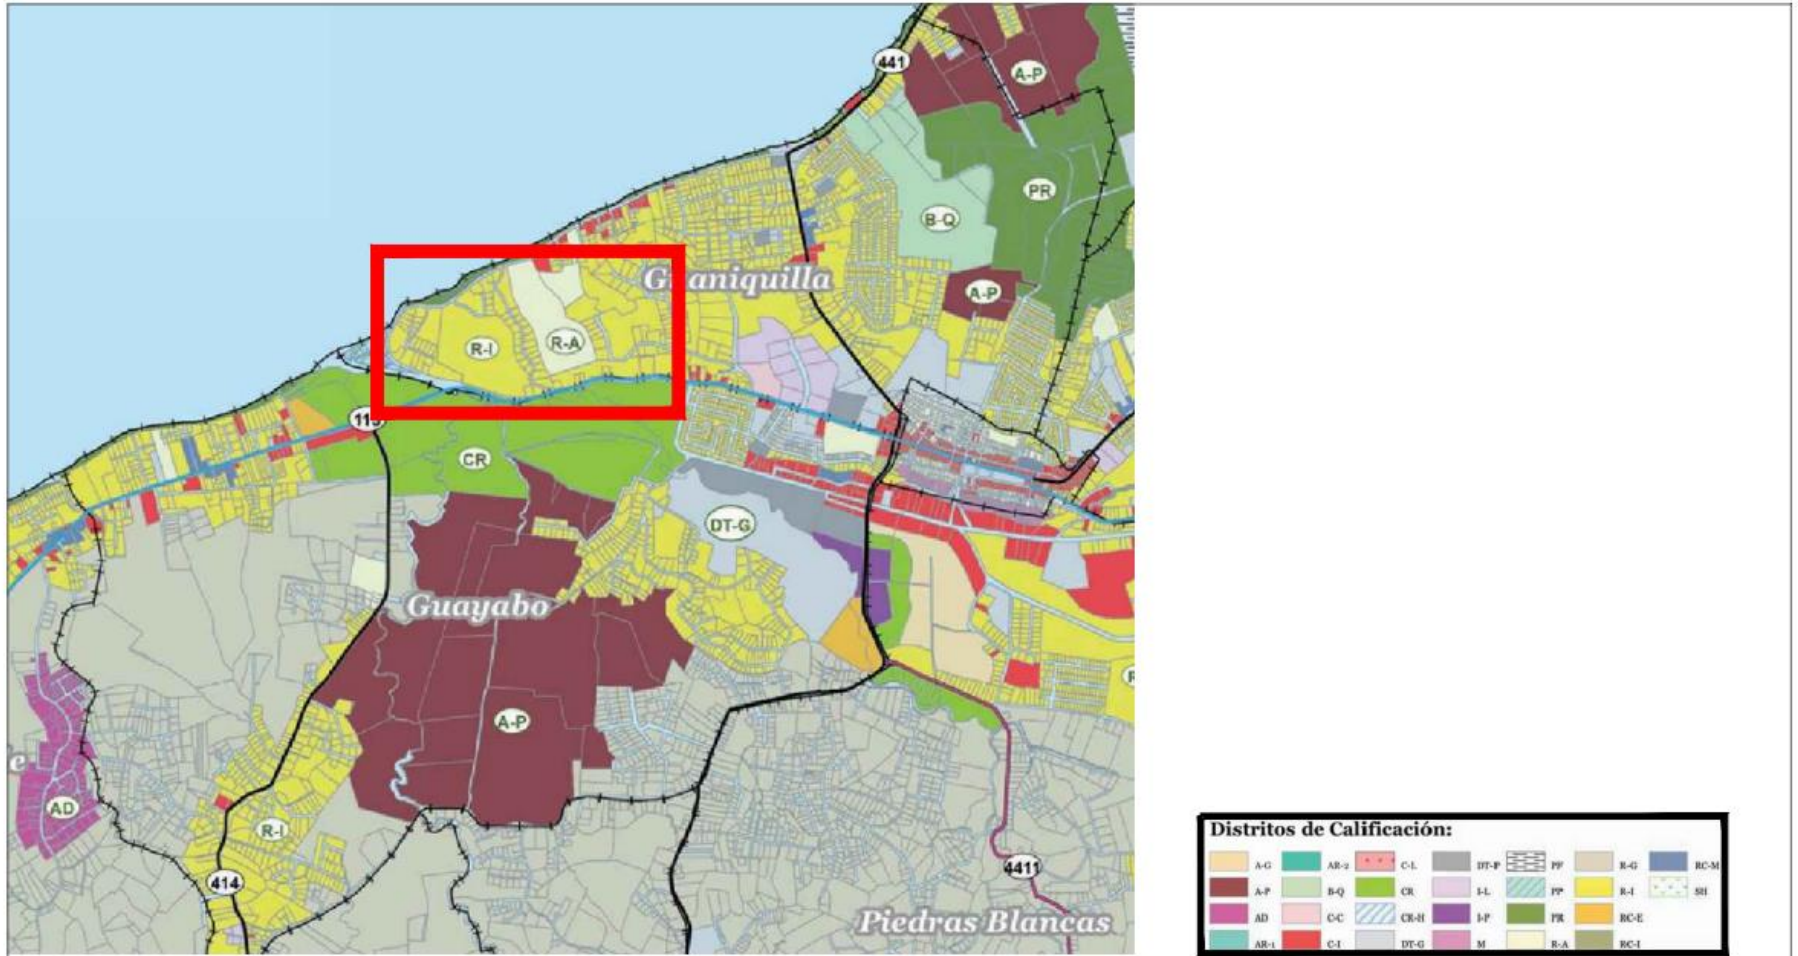 441
A-P
PR
B-Q
Guaniquilla
A-P
R-I
R-A
115
CR
DT-G
Guayabo
A-P
e
AD
R-I
414
4411
Piedras Blancas
Distritos de Calificación:
A-G AR-2 C-L DT-P PF R-G RC-M
A-P B-Q CR I-L PP R-I SH
AD C-C CR-H I-P PR RC-E
AR-1 C-I DT-G M R-A RC-I